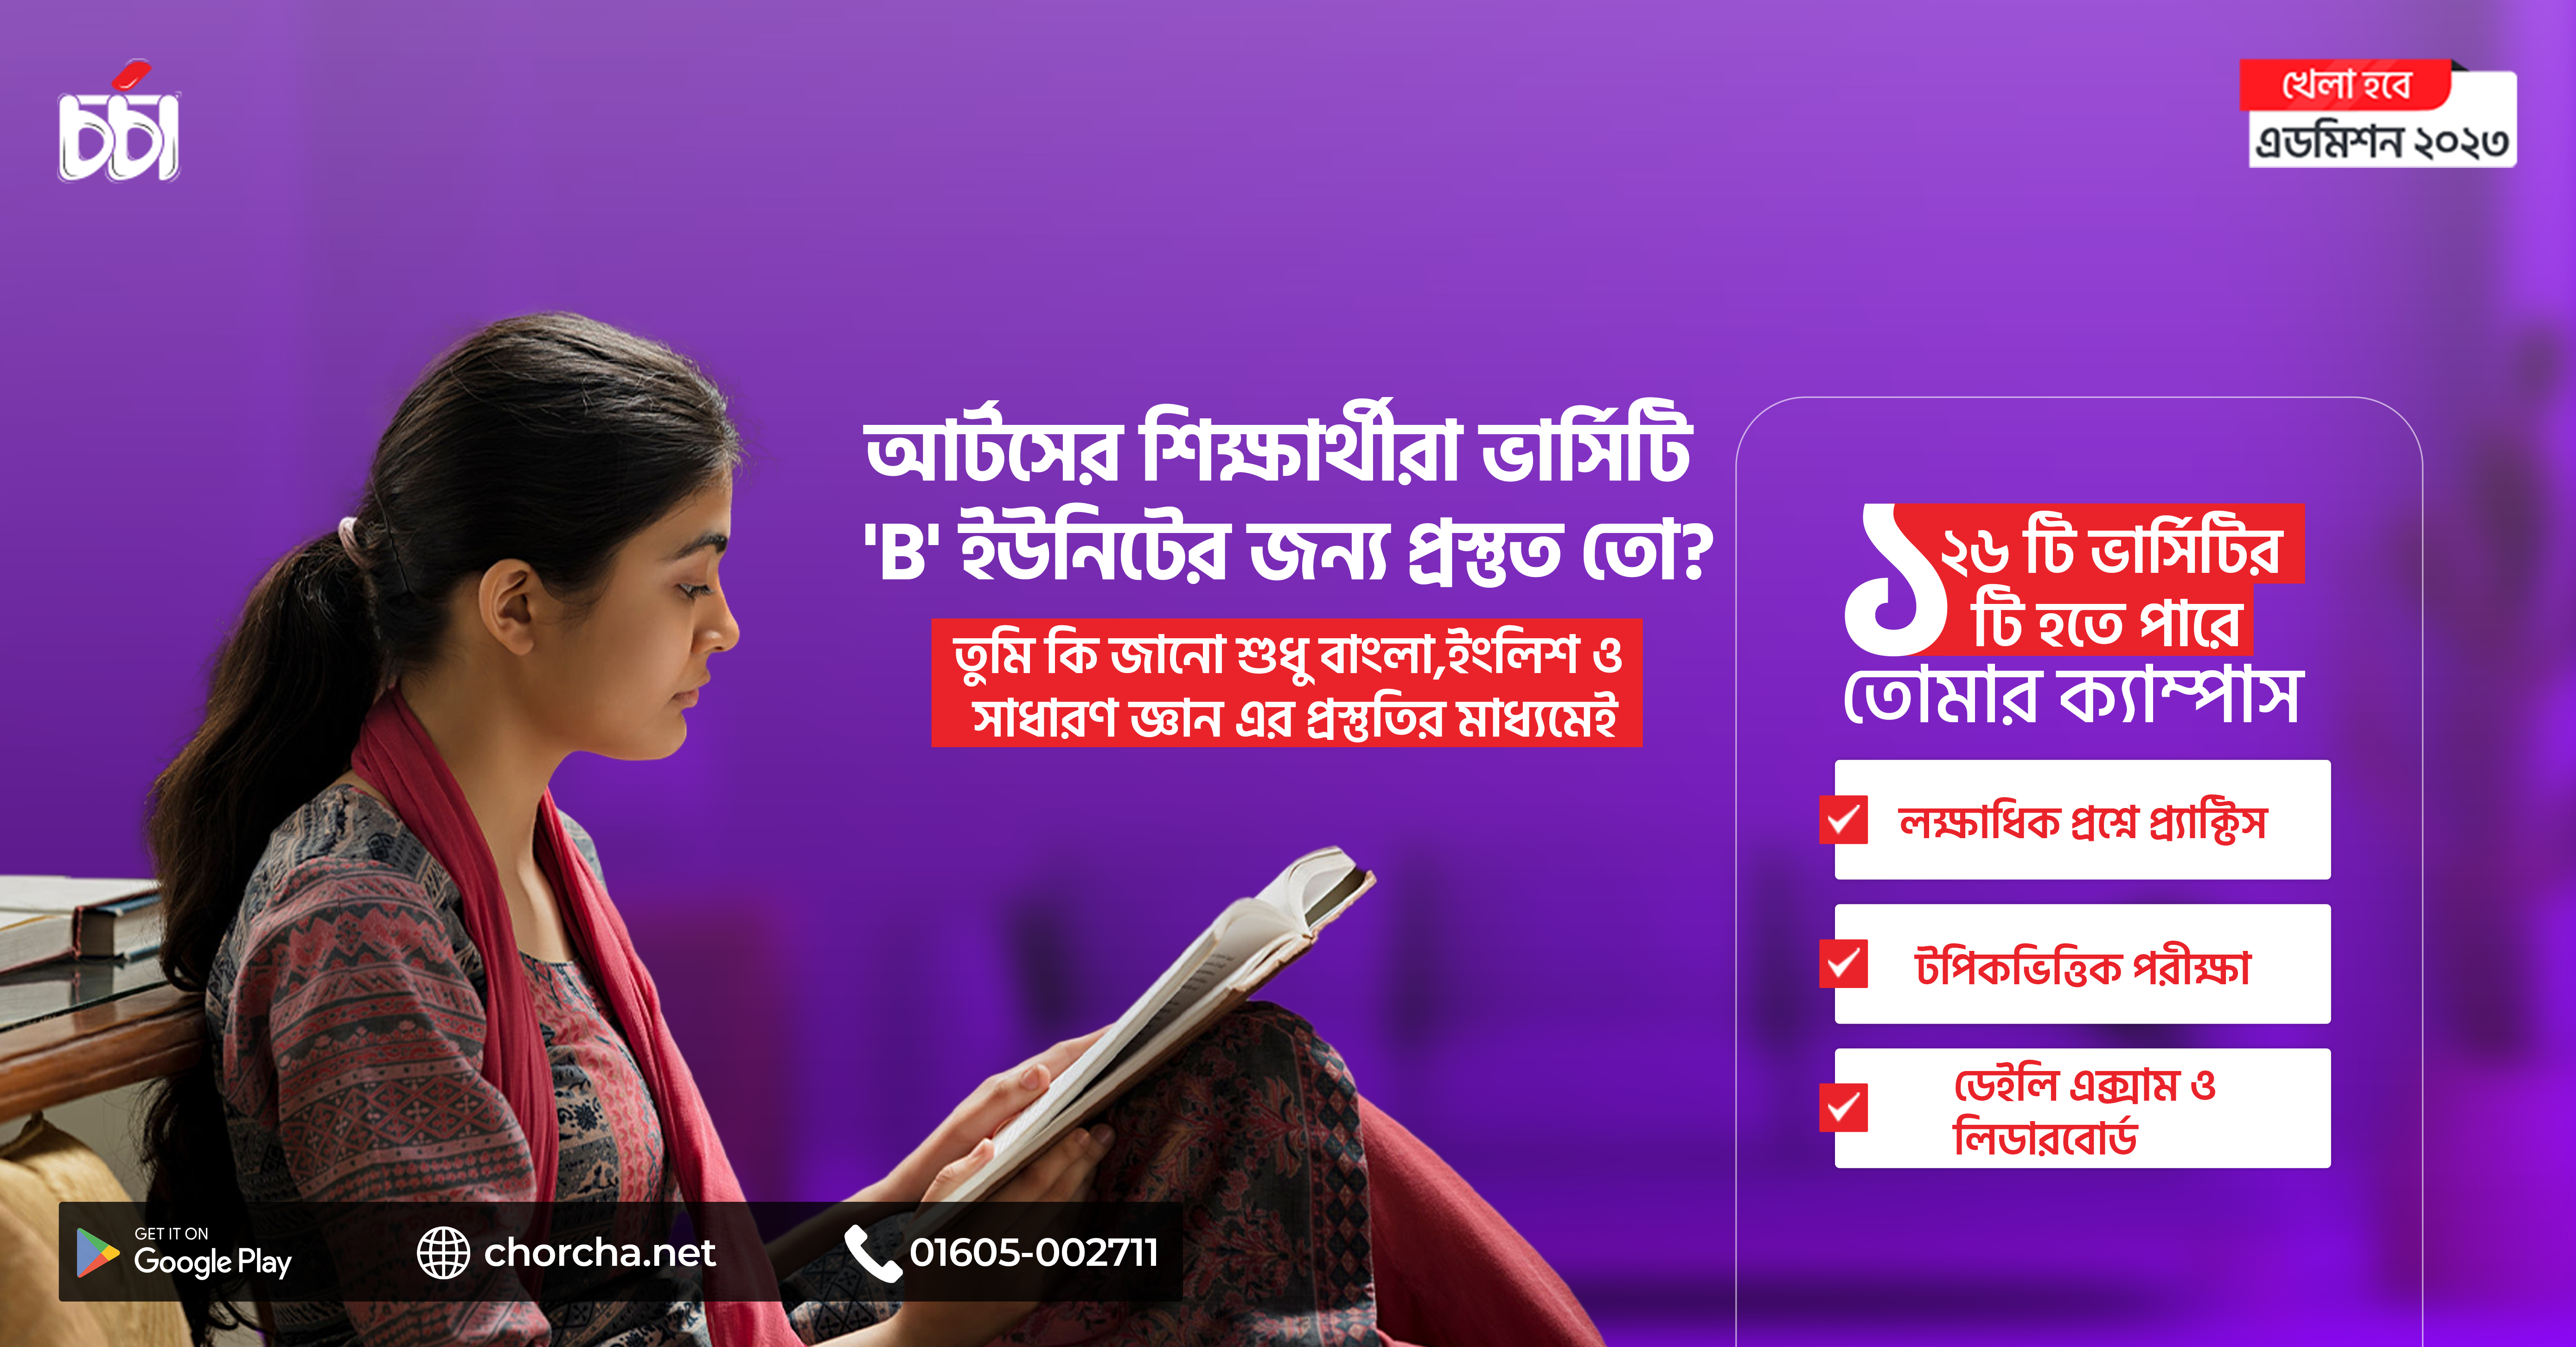 চর্চা
খেলা হবে
এডমিশন ২০২৩
আর্টসের শিক্ষার্থীরা ভার্সিটি
'B' ইউনিটের জন্য প্রস্তুত তো?
তুমি কি জানো শুধু বাংলা,ইংলিশ ও
সাধারণ জ্ঞান এর প্রস্তুতির মাধ্যমেই
২৬ টি ভার্সিটির
১ টি হতে পারে
তোমার ক্যাম্পাস
লক্ষাধিক প্রশ্নে প্র্যাক্টিস
টপিকভিত্তিক পরীক্ষা
ডেইলি এক্সাম ও
লিডারবোর্ড
GET IT ON
Google Play
chorcha.net
01605-002711